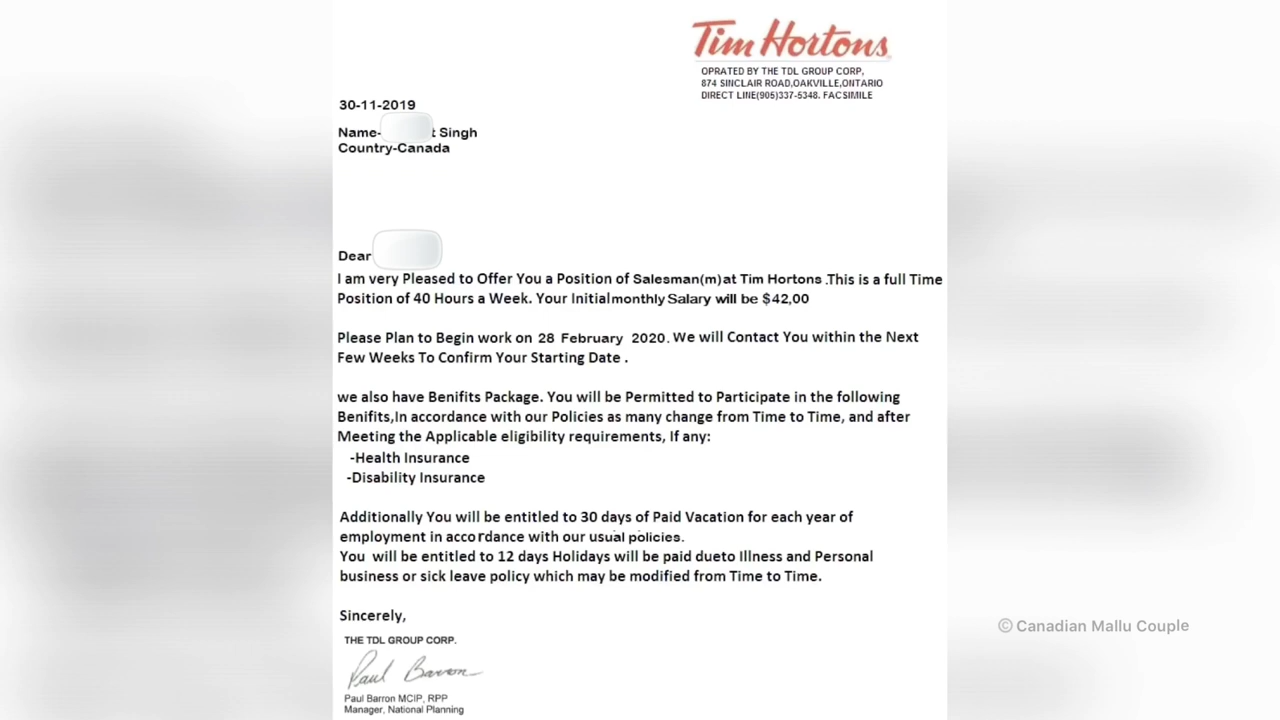 Tim Hortons
OPRATED BY THE TDL GROUP CORP,
874 SINCLAIR ROAD,OAKVILLE,ONTARIO
DIRECT LINE(905)337-5348. FACSIMILE
30-11-2019
Name- t Singh
Country-Canada
Dear
I am very Pleased to Offer You a Position of Salesman(m)at Tim Hortons .This is a full Time
Position of 40 Hours a Week. Your Initialmonthly Salary will be $42,00
Please Plan to Begin work on 28 February 2020. We will Contact You within the Next
Few Weeks To Confirm Your Starting Date .
we also have Benifits Package. You will be Permitted to Participate in the following
Benifits,In accordance with our Policies as many change from Time to Time, and after
Meeting the Applicable eligibility requirements, If any:
-Health Insurance
-Disability Insurance
Additionally You will be entitled to 30 days of Paid Vacation for each year of
employment in accordance with our usual policies.
You will be entitled to 12 days Holidays will be paid dueto Illness and Personal
business or sick leave policy which may be modified from Time to Time.
Sincerely,
THE TDL GROUP CORP.
Paul Barron
Paul Barron MCIP, RPP
Manager, National Planning
© Canadian Mallu Couple